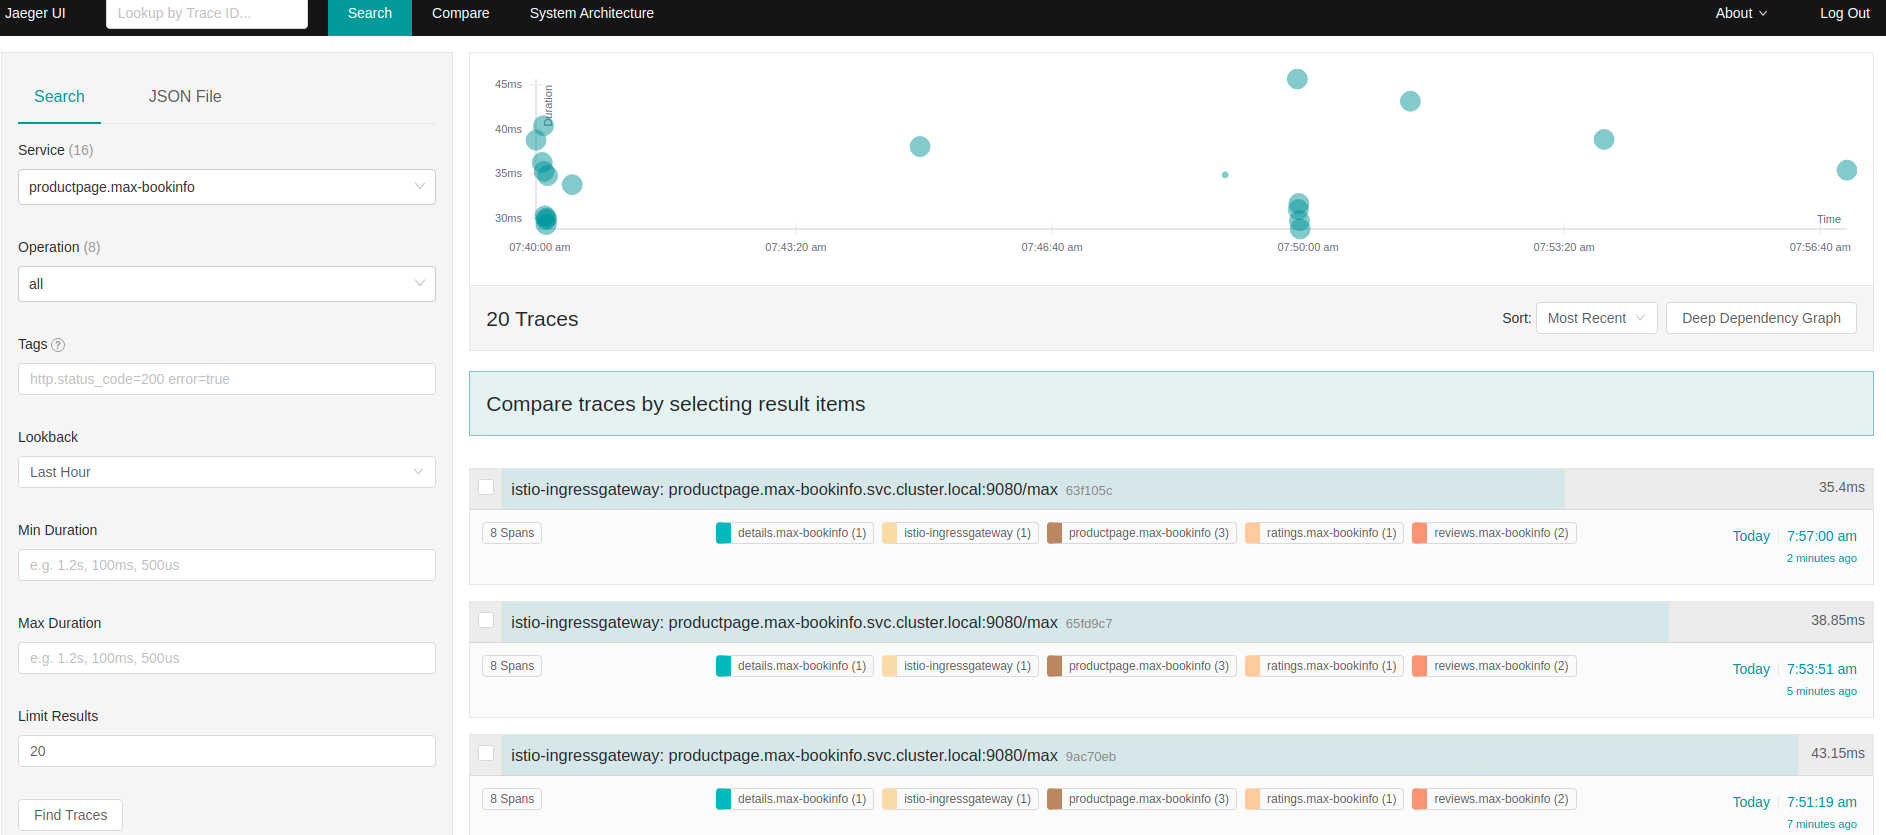 Jaeger UI
Lookup by Trace ID...
Search
Compare
System Architecture
About
Log Out
Search
JSON File
Service (16)
productpage.max-bookinfo
Operation (8)
all
Tags ?
http.status_code=200 error=true
Lookback
Last Hour
Min Duration
e.g. 1.2s, 100ms, 500us
Max Duration
e.g. 1.2s, 100ms, 500us
Limit Results
20
Find Traces
Duration
45ms
40ms
35ms
30ms
Time
07:40:00 am
07:43:20 am
07:46:40 am
07:50:00 am
07:53:20 am
07:56:40 am
20 Traces
Sort: Most Recent
Deep Dependency Graph
Compare traces by selecting result items
istio-ingressgateway: productpage.max-bookinfo.svc.cluster.local:9080/max 63f105c
35.4ms
8 Spans
details.max-bookinfo (1)
istio-ingressgateway (1)
productpage.max-bookinfo (3)
ratings.max-bookinfo (1)
reviews.max-bookinfo (2)
Today 7:57:00 am
2 minutes ago
istio-ingressgateway: productpage.max-bookinfo.svc.cluster.local:9080/max 65fd9c7
38.85ms
8 Spans
details.max-bookinfo (1)
istio-ingressgateway (1)
productpage.max-bookinfo (3)
ratings.max-bookinfo (1)
reviews.max-bookinfo (2)
Today 7:53:51 am
5 minutes ago
istio-ingressgateway: productpage.max-bookinfo.svc.cluster.local:9080/max 9ac70eb
43.15ms
8 Spans
details.max-bookinfo (1)
istio-ingressgateway (1)
productpage.max-bookinfo (3)
ratings.max-bookinfo (1)
reviews.max-bookinfo (2)
Today 7:51:19 am
7 minutes ago